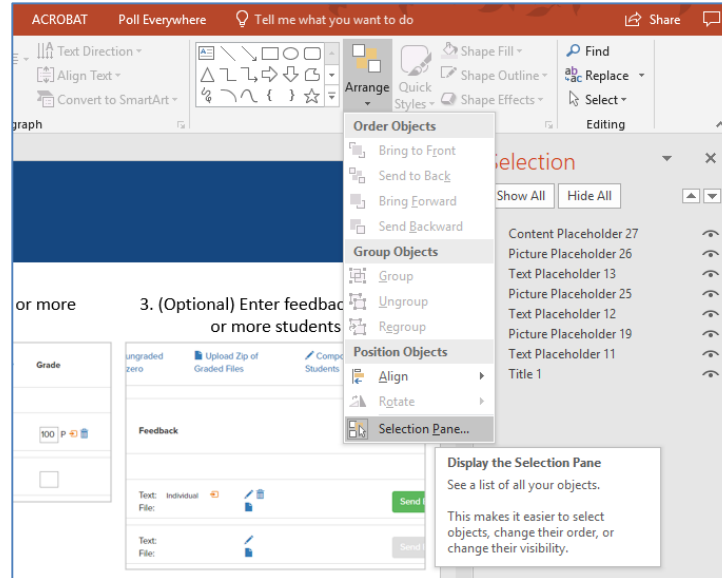 ACROBAT Poll Everywhere Tell me what you want to do Share
Text Direction
Align Text
Convert to SmartArt
Arrange
Quick
Styles
Shape Fill
Shape Outline
Shape Effects
Find
Replace
Select
Editing
Order Objects
Bring to Front
Send to Back
Bring Forward
Send Backward
Group Objects
Group
Ungroup
Regroup
Position Objects
Align
Rotate
Selection Pane...
Display the Selection Pane
See a list of all your objects.
This makes it easier to select
objects, change their order, or
change their visibility.
Show All Hide All
Content Placeholder 27
Picture Placeholder 26
Text Placeholder 13
Picture Placeholder 25
Text Placeholder 12
Picture Placeholder 19
Text Placeholder 11
Title 1
or more
Grade
100 P
3. (Optional) Enter
or more students
ungraded
zero
Upload Zip of
Graded Files
Students
Feedback
Text: Individual
File:
Send
Text:
File:
Send